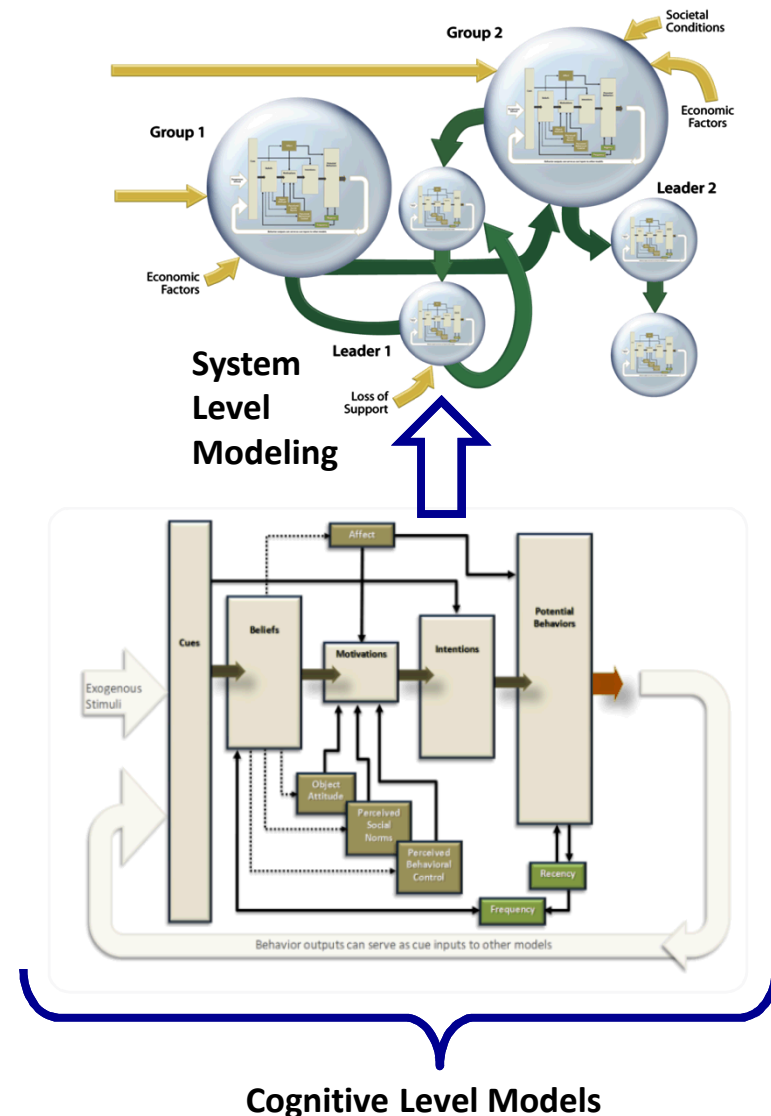 Societal
Conditions
Group 2
Economic
Factors
Group 1
Leader 2
Economic
Factors
Leader 1
System
Level
Modeling
Loss of
Support
Affect
Potential
Behaviors
Beliefs
Cues
Motivations
Intentions
Exogenous
Stimuli
Object
Attitude
Perceived
Social
Norms
Perceived
Behavioral
Control
Recency
Frequency
Behavior outputs can serve as cue inputs to other models
Cognitive Level Models